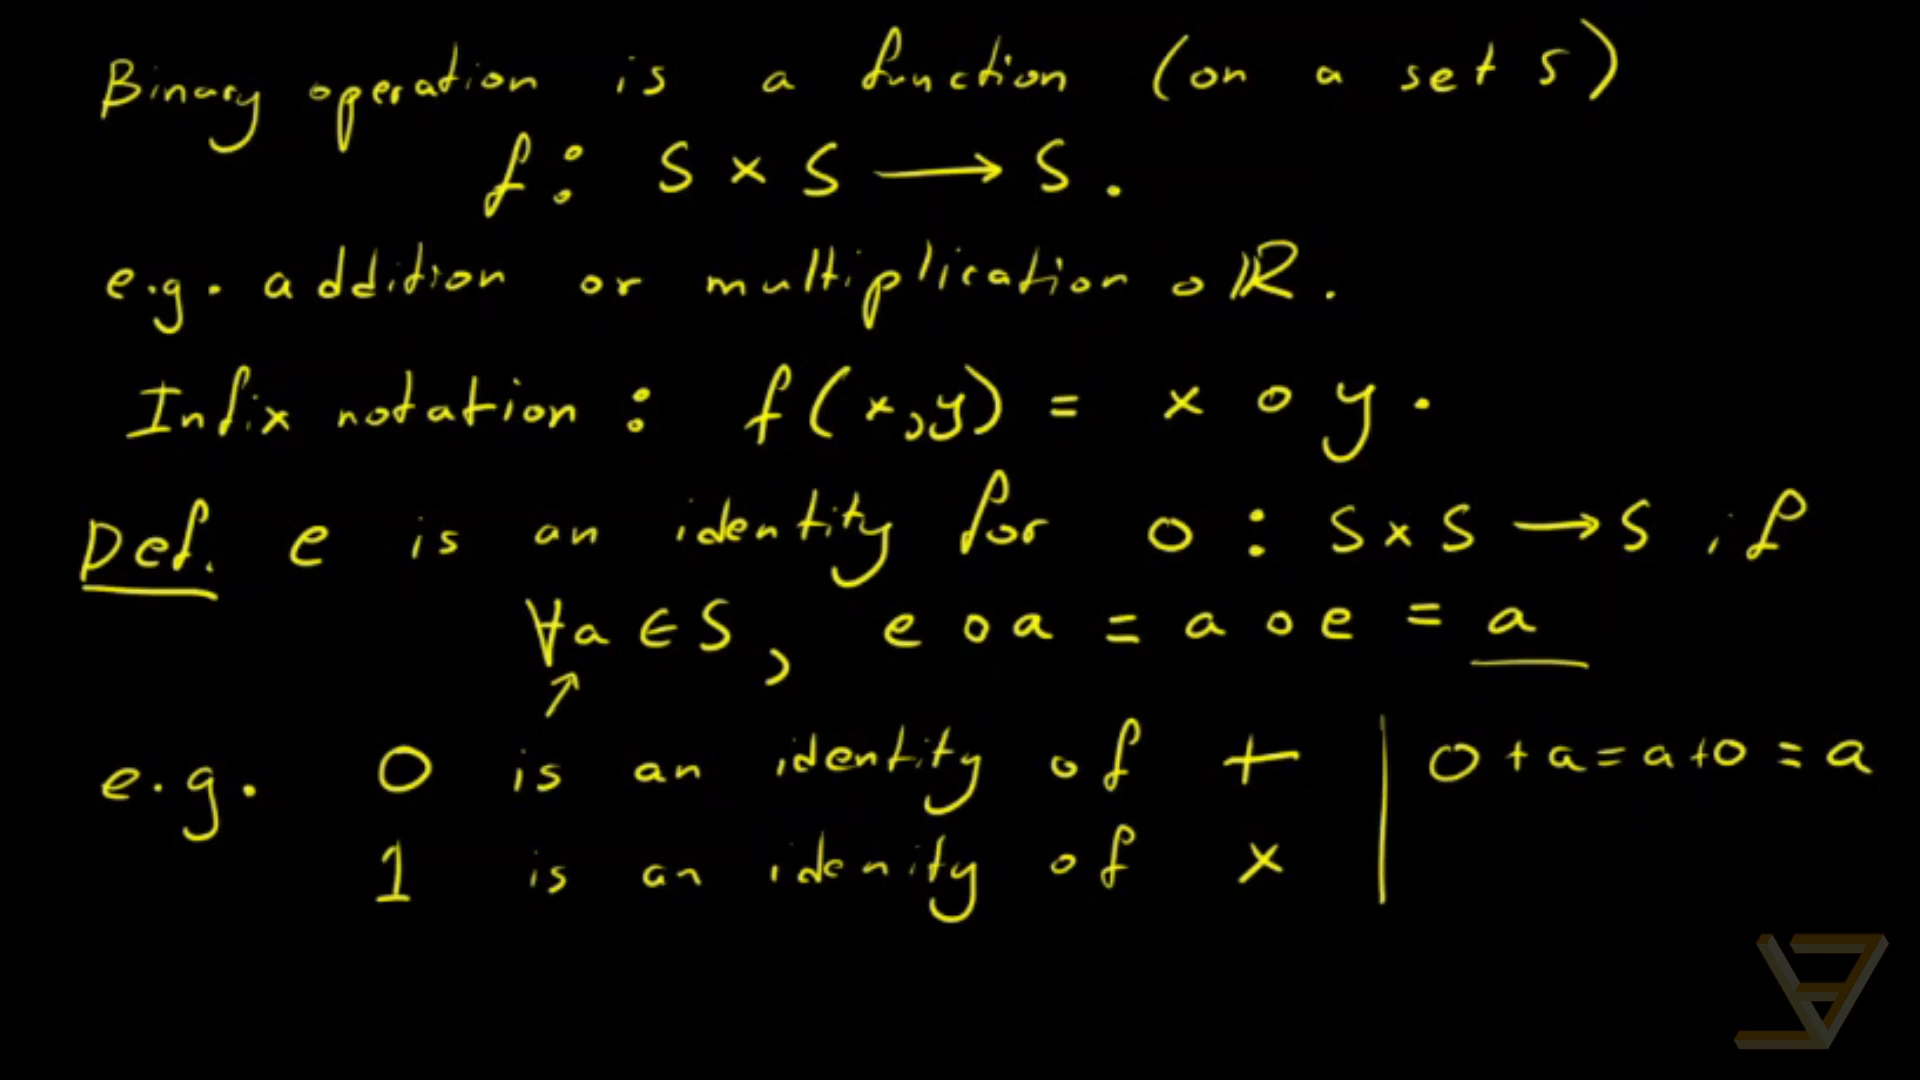 Binary operation is a function (on a set S)
f : S × S ⟶ S .
e.g. addition or multiplication o ℝ .
Infix notation : f(x,y) = x o y .
Def. e is an identity for o : S × S ⟶ S if
∀a ∈ S , e o a = a o e = a
e.g. 0 is an identity of + | 0 + a = a + 0 = a
1 is an idenity of ×